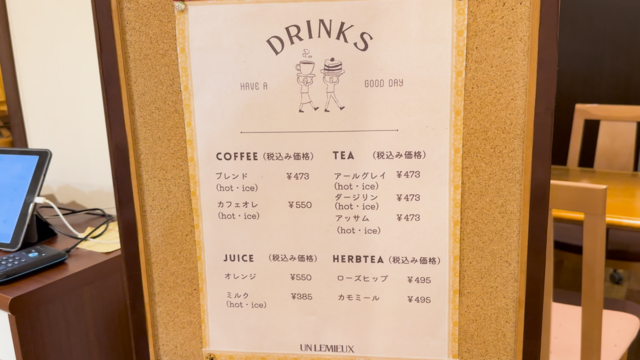 DRINKS
HAVE A GOOD DAY
COFFEE (税込み価格)
ブレンド ¥473
(hot・ice)
カフェオレ ¥550
(hot・ice)
TEA (税込み価格)
アールグレイ ¥473
(hot・ice)
ダージリン ¥473
(hot・ice)
アッサム ¥473
(hot・ice)
JUICE (税込み価格)
オレンジ ¥550
ミルク ¥385
(hot・ice)
HERBTEA (税込み価格)
ローズヒップ ¥495
カモミール ¥495
UN LEMIEUX